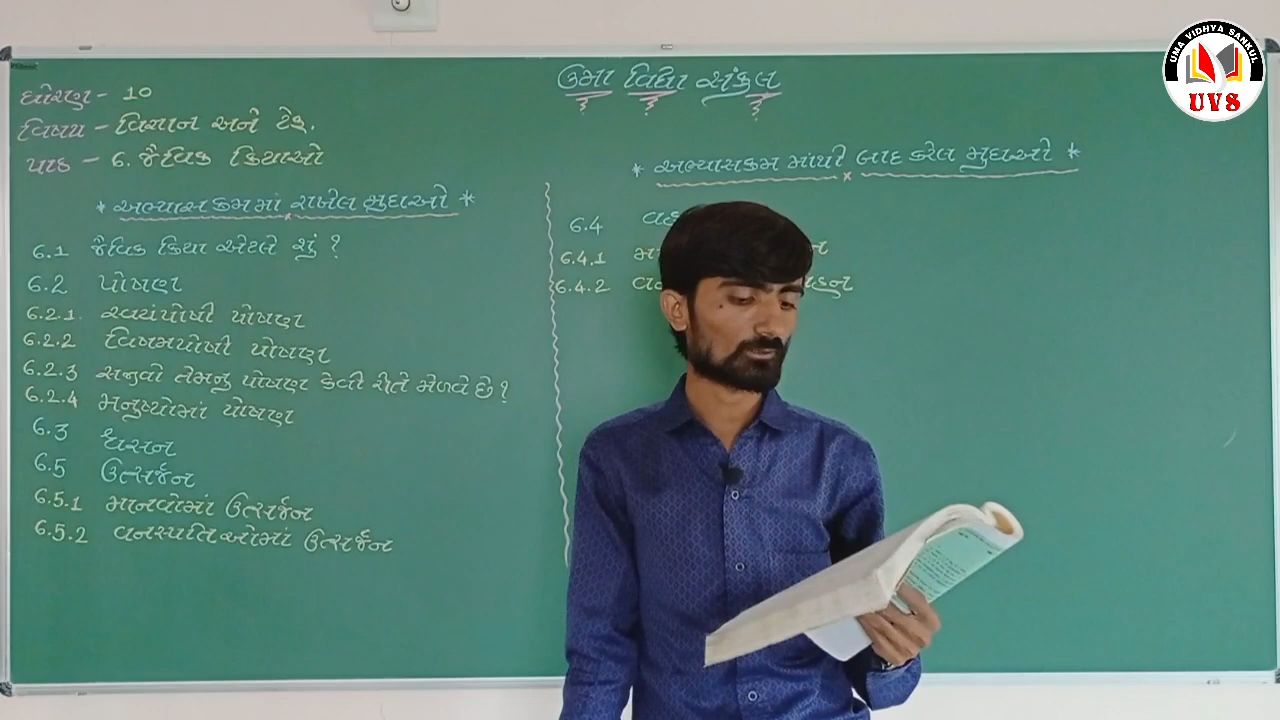 ઉમા વિદ્યા સંકુલ
UMA VIDHYA SANKUL
UVS
ધોરણ - 10
વિષય - વિજ્ઞાન અને ટેક.
પાઠ - 6. જૈવિક ક્રિયાઓ
* અભ્યાસક્રમમાં રાખેલ મુદ્દાઓ *
6.1 જૈવિક ક્રિયા એટલે શું ?
6.2 પોષણ
6.2.1 સ્વયંપોષી પોષણ
6.2.2 વિષમપોષી પોષણ
6.2.3 સજીવો તેમનુ પોષણ કેવી રીતે મેળવે છે ?
6.2.4 મનુષ્યોમાં પોષણ
6.3 શ્વસન
6.5 ઉત્સર્જન
6.5.1 માનવોમાં ઉત્સર્જન
6.5.2 વનસ્પતિઓમાં ઉત્સર્જન
* અભ્યાસક્રમ માંથી બાદ કરેલ મુદ્દાઓ *
6.4
6.4.1
6.4.2